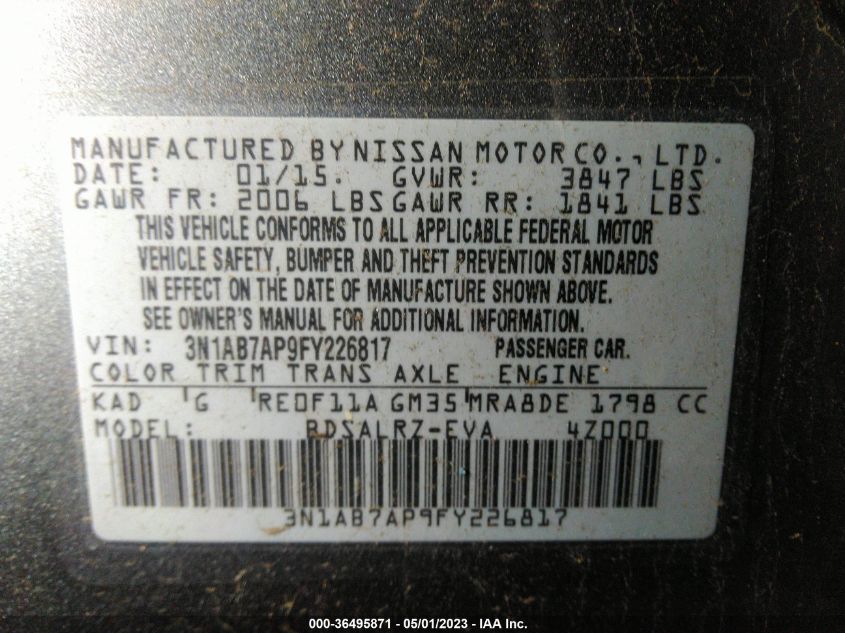 MANUFACTURED BY NISSAN MOTOR CO., LTD.
DATE: 01/15. GVWR: 3847 LBS
GAWR FR: 2006 LBS GAWR RR: 1841 LBS
THIS VEHICLE CONFORMS TO ALL APPLICABLE FEDERAL MOTOR
VEHICLE SAFETY, BUMPER AND THEFT PREVENTION STANDARDS
IN EFFECT ON THE DATE OF MANUFACTURE SHOWN ABOVE.
SEE OWNER'S MANUAL FOR ADDITIONAL INFORMATION.
VIN: 3N1AB7AP9FY226817 PASSENGER CAR.
COLOR TRIM TRANS AXLE ENGINE
KAD G RE0F11A GM35 MRA8DE 1798 CC
MODEL: BDSALRZ-EVA 4Z000
3N1AB7AP9FY226817
000-36495871 - 05/01/2023 - IAA Inc.